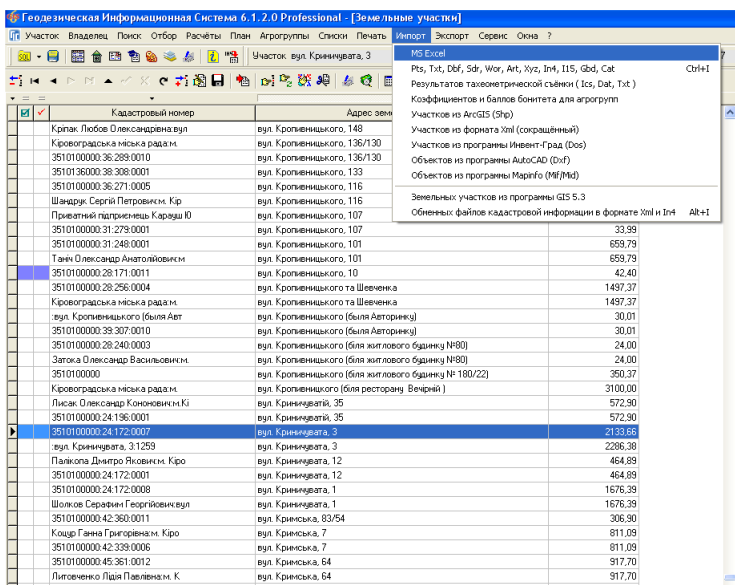 Геодезическая Информационная Система 6.1.2.0 Professional - [Земельные участки]
Участок Владелец Поиск Отбор Расчёты План Агрогруппы Списки Печать Импорт Экспорт Сервис Окна ?
Участок вул. Криничувата, 3
MS Excel
Pts, Txt, Dbf, Sdr, Wor, Art, Xyz, In4, I15, Gbd, Cat Ctrl+I
Результатов тахеометрической съёмки ( Ics, Dat, Txt )
Коэффициентов и баллов бонитета для агрогрупп
Участков из ArcGIS (Shp)
Участков из формата Xml (сокращённый)
Участков из программы Инвент-Град (Dos)
Объектов из программы AutoCAD (Dxf)
Объектов из программы Mapinfo (Mif/Mid)
Земельных участков из программы GIS 5.3
Обменных файлов кадастровой информации в формате Xml и In4 Alt+I
Кадастровый номер Адрес зем
Кріпак Любов Олександрівна:вул вул. Кропивницького, 148
Кіровоградська міська рада:м. вул. Кропивницького, 136/130
3510100000:36:289:0010 вул. Кропивницького, 136/130
3510136000:38:308:0001 вул. Кропивницького, 133
3510100000:36:271:0005 вул. Кропивницького, 116
Шандрук Сергій Петрович:м. Кір вул. Кропивницького, 116
Приватний підприємець Карауш Ю вул. Кропивницького, 107
3510100000:31:279:0001 вул. Кропивницького, 107 33,99
3510100000:31:248:0001 вул. Кропивницького, 101 659,79
Таніч Олександр Анатолійович:м вул. Кропивницького, 101 659,79
3510100000:28:171:0011 вул. Кропивницького, 10 42,40
3510100000:28:256:0004 вул. Кропивницького та Шевченка 1497,37
Кіровоградська міська рада:м. вул. Кропивницького та Шевченка 1497,37
:вул. Кропивницького (была Авт вул. Кропивницького (была Авторинку) 30,01
3510100000:39:307:0010 вул. Кропивницького (была Авторинку) 30,01
3510100000:28:240:0003 вул. Кропивницького (біля житлового будинку №80) 24,00
Затока Олександр Васильович:м. вул. Кропивницького (біля житлового будинку №80) 24,00
3510100000 вул. Кропивницького (біля житлового будинку № 180/22) 350,37
Кіровоградська міська рада:м. вул. Кропивницкого (біля ресторану Вечірній ) 3100,00
Лисак Олександр Кононович:м.Кі вул. Криничуватій, 35 572,90
3510100000:24:196:0001 вул. Криничуватій, 35 572,90
3510100000:24:172:0007 вул. Криничувата, 3 2133,66
:вул. Криничувата, 3:1259 вул. Криничувата, 3 2286,38
Палікопа Дмитро Якович:м. Кіро вул. Криничувата, 12 464,89
3510100000:24:172:0001 вул. Криничувата, 12 464,89
3510100000:24:172:0008 вул. Криничувата, 1 1676,39
Шолков Серафим Георгійович:вул вул. Криничувата, 1 1676,39
3510100000:42:360:0011 вул. Кримська, 83/54 306,90
Коцур Ганна Григорівна:м. Кіро вул. Кримська, 7 811,09
3510100000:42:339:0006 вул. Кримська, 7 811,09
3510100000:45:361:0012 вул. Кримська, 64 917,70
Литовченко Лідія Павлівна:м. К вул. Кримська, 64 917,70